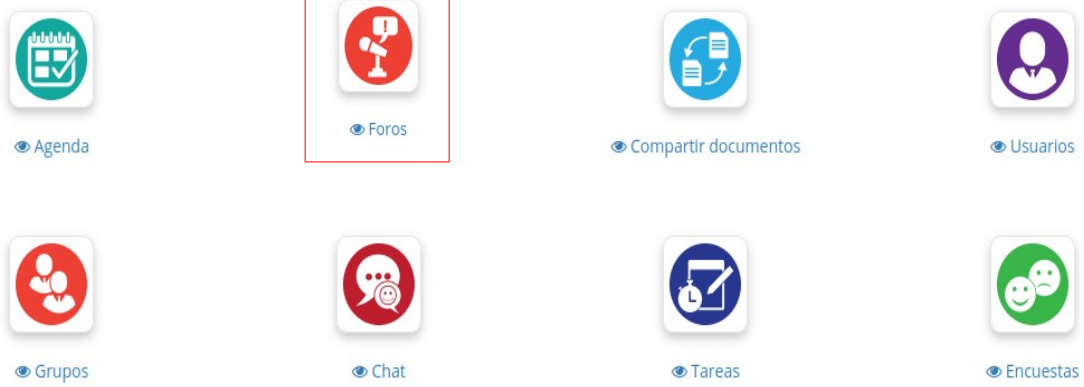 Agenda
Foros
Compartir documentos
Usuarios
Grupos
Chat
Tareas
Encuestas